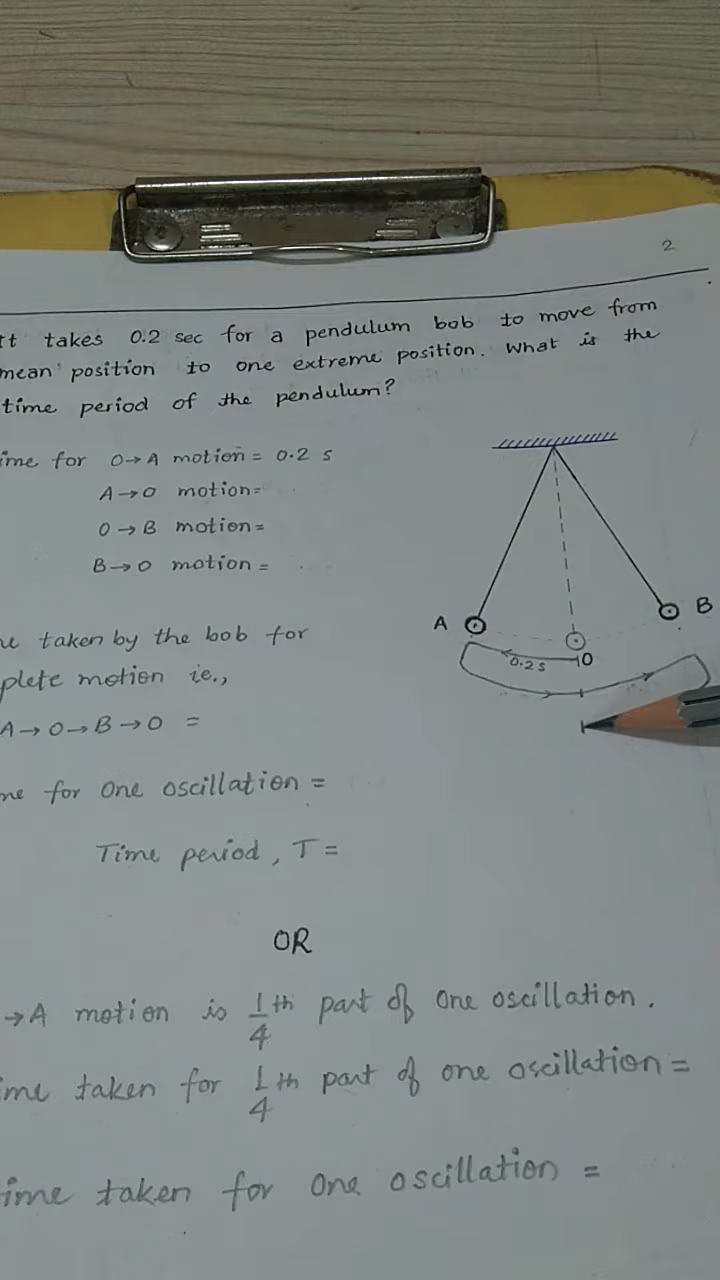 2
It takes 0.2 sec for a pendulum bob to move from
mean position to one extreme position. What is the
time period of the pendulum?
ime for O→A motion = 0.2 s
A→O motion=
O→B motion=
B→O motion =
A
B
O
0.2 s
taken by the bob for
plete motion ie.,
A→O→B→O =
me for One oscillation =
Time period, T =
OR
→A motion is 1/4 th part of One oscillation.
ime taken for 1/4 th part of one oscillation =
ime taken for One oscillation =